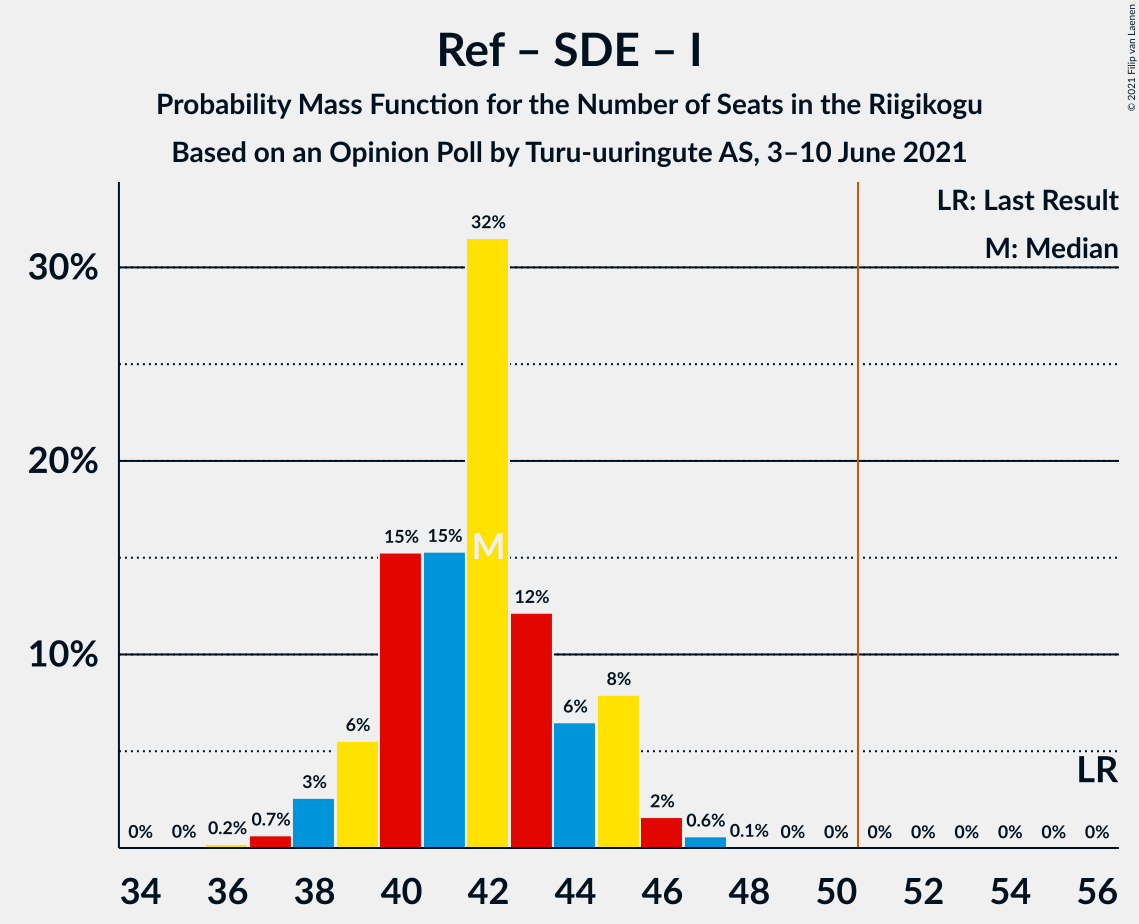 Ref – SDE – I
Probability Mass Function for the Number of Seats in the Riigikogu
Based on an Opinion Poll by Turu-uuringute AS, 3–10 June 2021
© 2021 Filip van Laenen
LR: Last Result
M: Median
30%
20%
10%
0% 0% 0.2% 0.7% 3% 6% 15% 15% 32% 12% 6% 8% 2% 0.6% 0.1% 0% 0% 0% 0% 0% 0% 0% 0%
M
LR
34 36 38 40 42 44 46 48 50 52 54 56